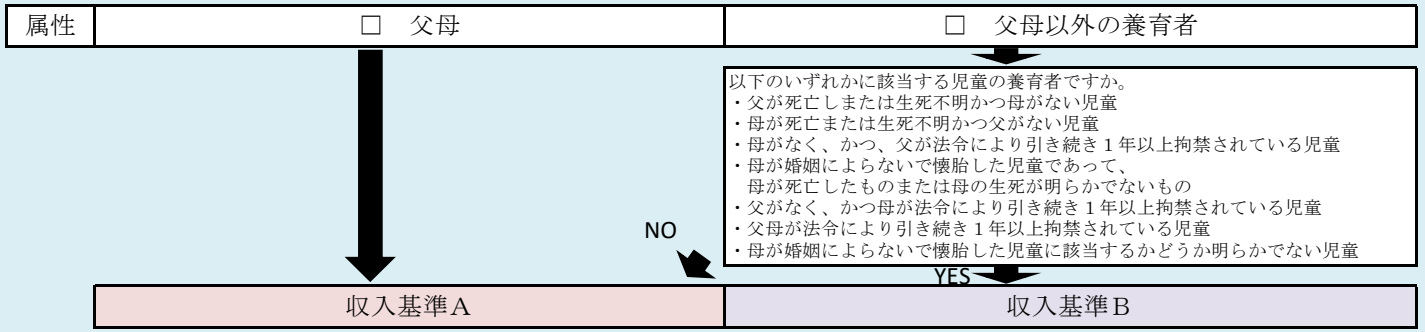 属性
□　父母
□　父母以外の養育者
以下のいずれかに該当する児童の養育者ですか。
・父が死亡しまたは生死不明かつ母がない児童
・母が死亡または生死不明かつ父がない児童
・母がなく、かつ、父が法令により引き続き１年以上拘禁されている児童
・母が婚姻によらないで懐胎した児童であって、
　母が死亡したものまたは母の生死が明らかでないもの
・父がなく、かつ母が法令により引き続き１年以上拘禁されている児童
・父母が法令により引き続き１年以上拘禁されている児童
・母が婚姻によらないで懐胎した児童に該当するかどうか明らかでない児童
NO
YES
収入基準Ａ
収入基準Ｂ